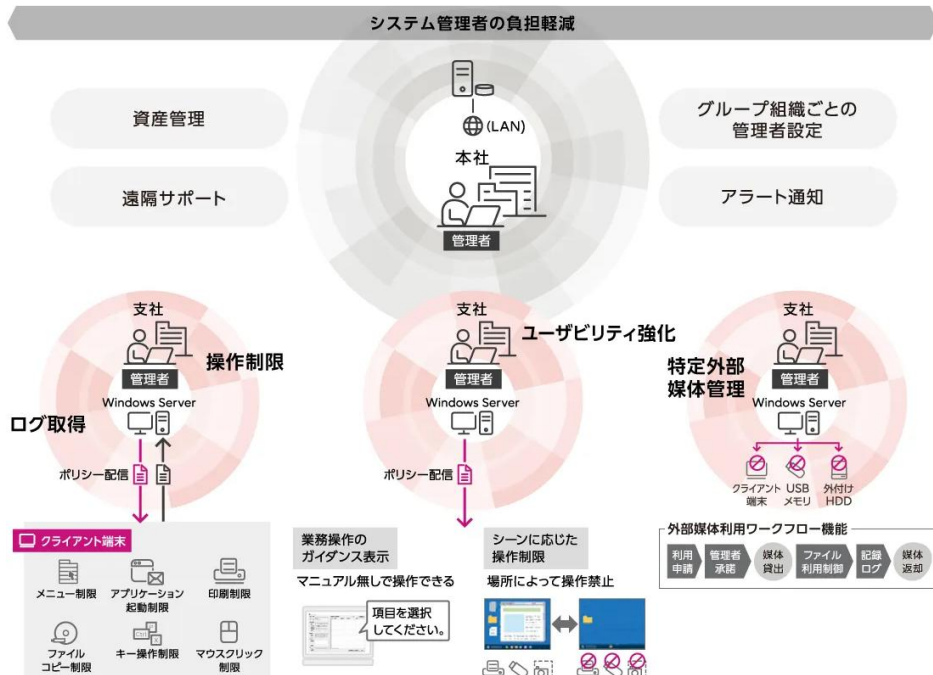 システム管理者の負担軽減
資産管理
遠隔サポート
(LAN)
本社
管理者
グループ組織ごとの
管理者設定
アラート通知
支社
管理者
Windows Server
操作制限
ログ取得
ポリシー配信
クライアント端末
メニュー制限
アプリケーション
起動制限
印刷制限
ファイル
コピー制限
Ctrl
キー操作制限
マウスクリック
制限
支社
管理者
Windows Server
ユーザビリティ強化
ポリシー配信
業務操作の
ガイダンス表示
マニュアル無しで操作できる
項目を選択
してください。
シーンに応じた
操作制限
場所によって操作禁止
支社
管理者
Windows Server
特定外部
媒体管理
クライアント
端末
USB
メモリ
外付け
HDD
外部媒体利用ワークフロー機能
利用
申請
管理者
承諾
媒体
貸出
ファイル
利用制御
記録
ログ
媒体
返却